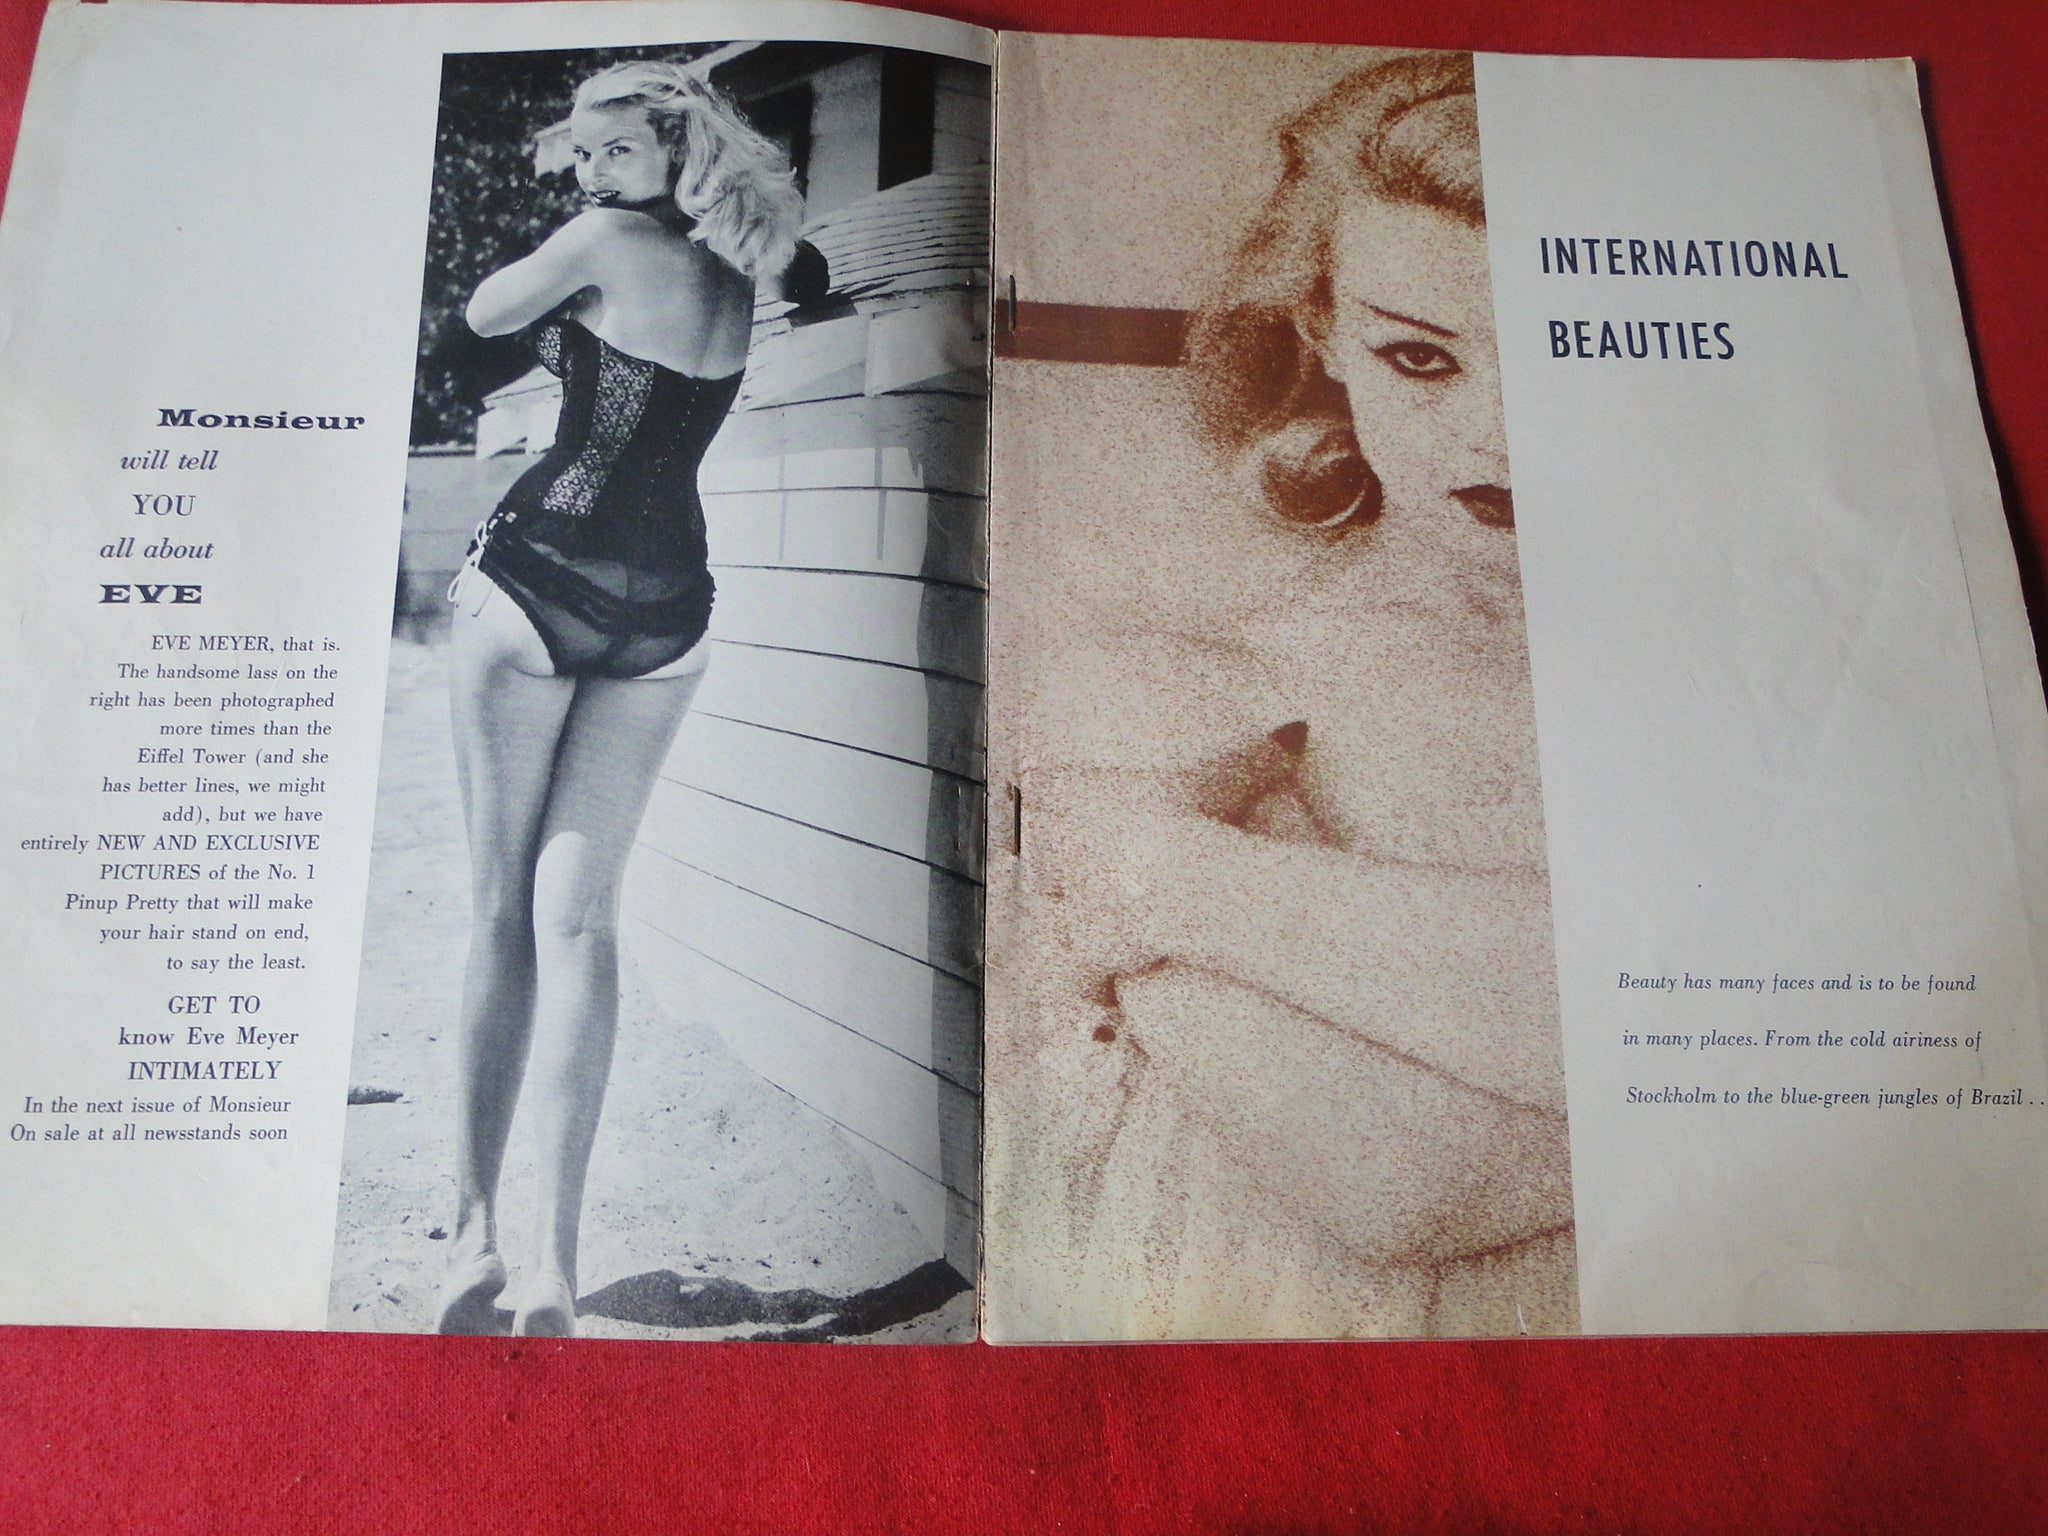 Monsieur
will tell
YOU
all about
EVE
EVE MEYER, that is.
The handsome lass on the
right has been photographed
more times than the
Eiffel Tower (and she
has better lines, we might
add), but we have
entirely NEW AND EXCLUSIVE
PICTURES of the No. 1
Pinup Pretty that will make
your hair stand on end,
to say the least.
GET TO
know Eve Meyer
INTIMATELY
In the next issue of Monsieur
On sale at all newsstands soon
INTERNATIONAL
BEAUTIES
Beauty has many faces and is to be found
in many places. From the cold airiness of
Stockholm to the blue-green jungles of Brazil . .